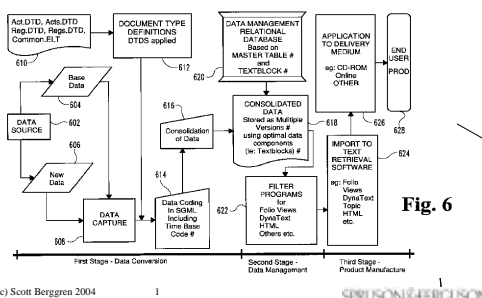 Act.DTD, Acts.DTD
Reg.DTD, Regs.DTD,
Common.ELT
610
DOCUMENT TYPE
DEFINITIONS
DTDS applied
612
DATA MANAGEMENT
RELATIONAL
DATABASE
Based on
MASTER TABLE #
and
TEXTBLOCK #
620
APPLICATION
TO DELIVERY
MEDIUM
eg: CD-ROM
Online
OTHER
626
END
USER
PROD
628
Base
Data
604
DATA
SOURCE
602
606
New
Data
DATA
CAPTURE
608
616
Consolidation
of Data
614
Data Coding
In SGML
Including
Time Base
Code #
CONSOLIDATED
DATA
Stored as Multiple
Versions #
using optimal data
components
(ie: Textblocks) #
618
FILTER
PROGRAMS
for
Folio Views
DynaText
HTML
Others etc.
622
IMPORT TO
TEXT
RETRIEVAL
SOFTWARE
eg: Folio
Views
DynaText
Topic
HTML
etc.
624
Fig. 6
First Stage - Data Conversion
Second Stage -
Data Management
Third Stage -
Product Manufacture
c) Scott Berggren 2004
1
SPRUSON & FERGUSON